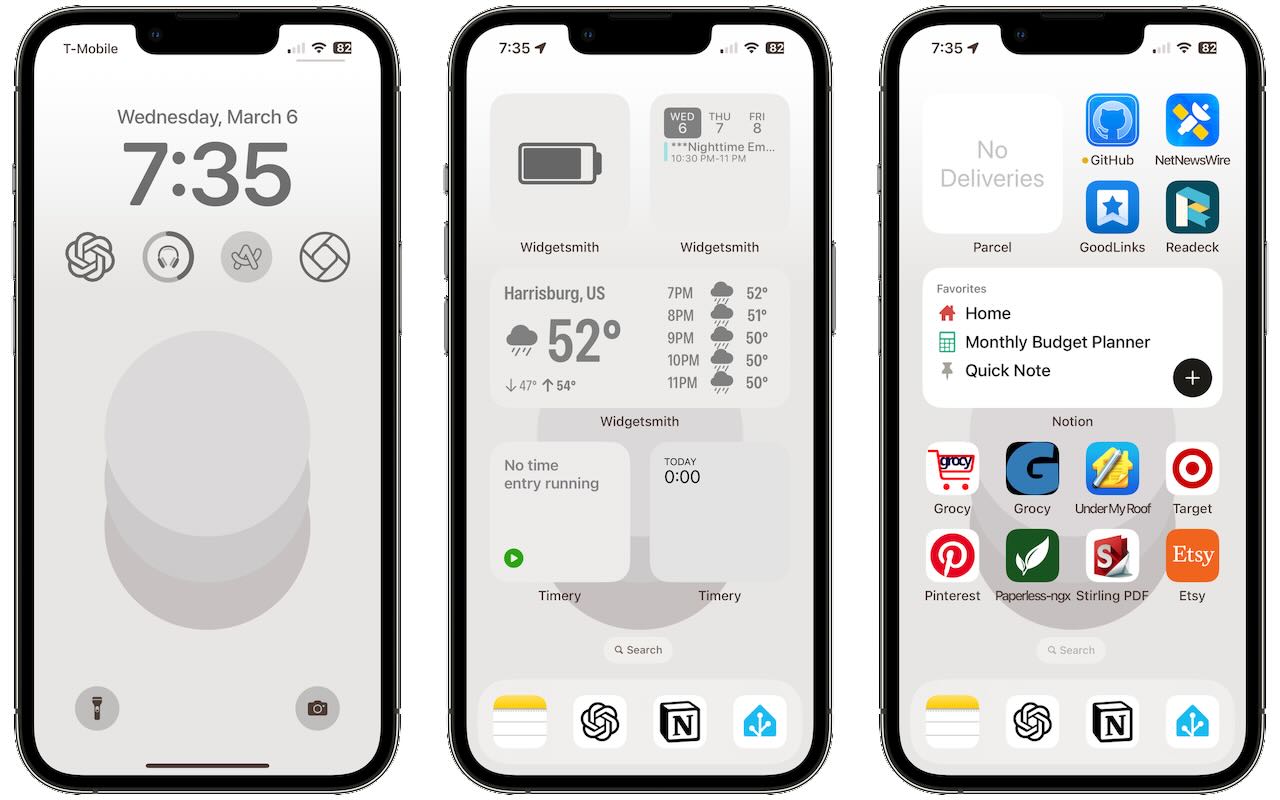 T-Mobile
82
Wednesday, March 6
7:35
7:35
82
WED
6
THU
7
FRI
8
***Nighttime Em...
10:30 PM-11 PM
Widgetsmith
Widgetsmith
Harrisburg, US
52°
↓47° ↑54°
7PM 52°
8PM 51°
9PM 50°
10PM 50°
11PM 50°
Widgetsmith
No time
entry running
TODAY
0:00
Timery
Timery
Search
N
7:35
82
No
Deliveries
Parcel
GitHub
NetNewsWire
GoodLinks
Readeck
Favorites
Home
Monthly Budget Planner
Quick Note
+
Notion
grocy
Grocy
G
Grocy
UnderMyRoof
Target
Pinterest
Paperless-ngx
S
Stirling PDF
Etsy
Etsy
Search
N